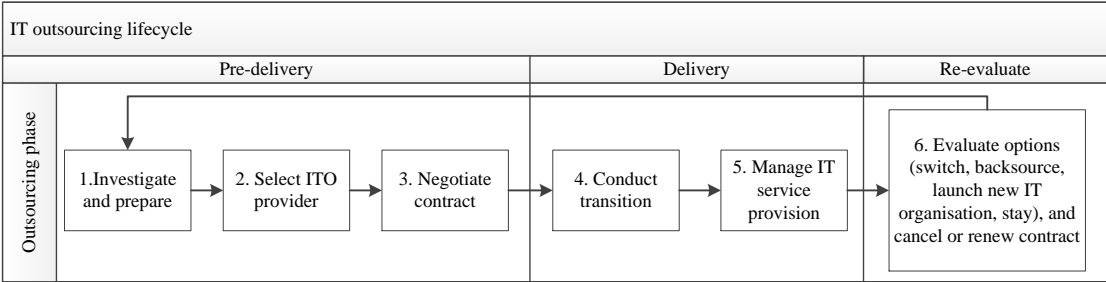 IT outsourcing lifecycle
Pre-delivery
Delivery
Re-evaluate
Outsourcing phase
1.Investigate
and prepare
2. Select ITO
provider
3. Negotiate
contract
4. Conduct
transition
5. Manage IT
service
provision
6. Evaluate options
(switch, backsource,
launch new IT
organisation, stay), and
cancel or renew contract